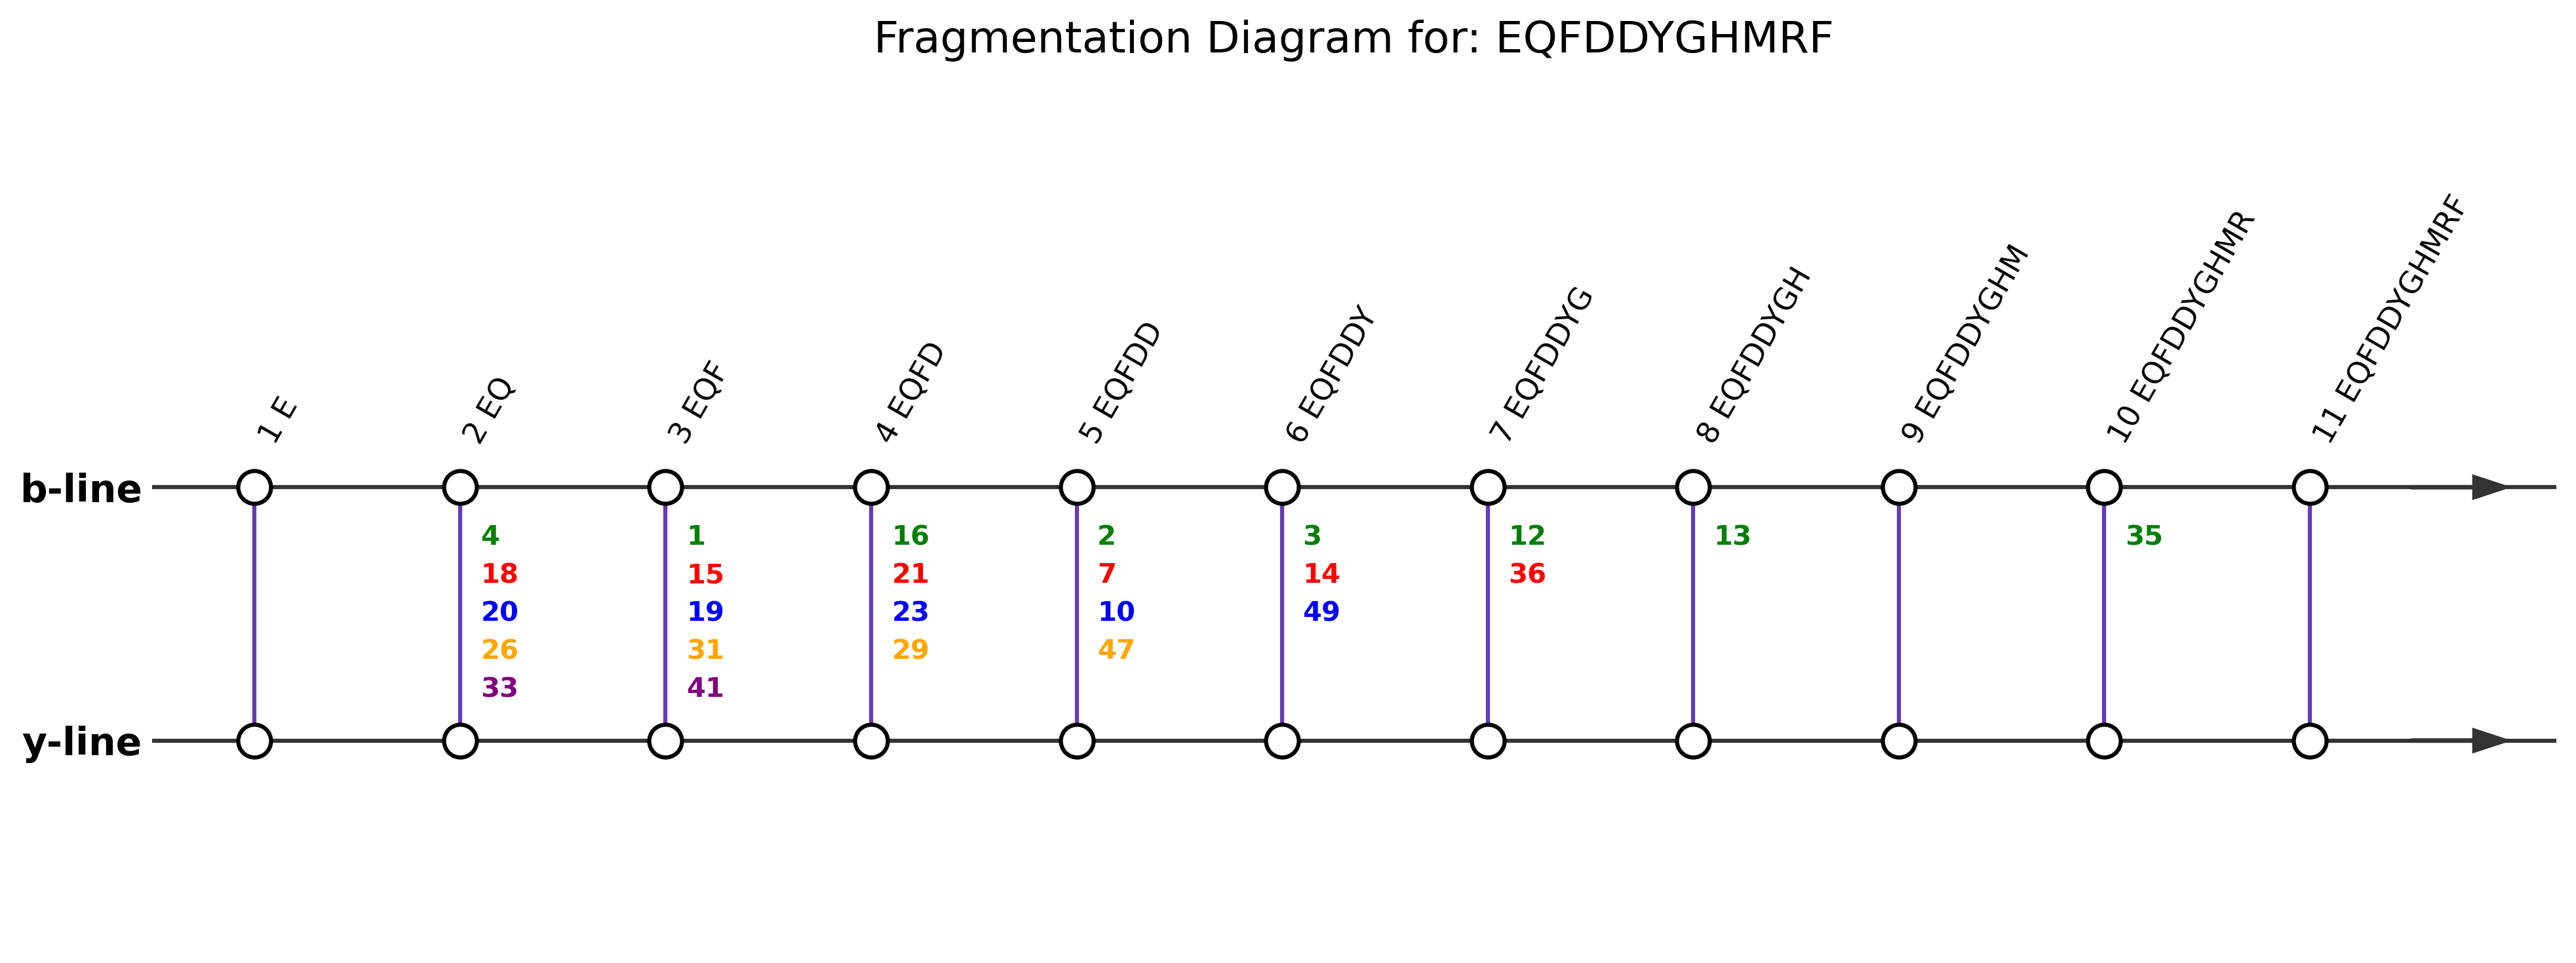 Fragmentation Diagram for: EQFDDYGHMRF
1 E
2 EQ
3 EQF
4 EQFD
5 EQFDD
6 EQFDDY
7 EQFDDYG
8 EQFDDYGH
9 EQFDDYGHM
10 EQFDDYGHMR
11 EQFDDYGHMRF
b-line
4 1 16 2 3 12 13 35
18 15 21 7 14 36
20 19 23 10 49
26 31 29 47
33 41
y-line